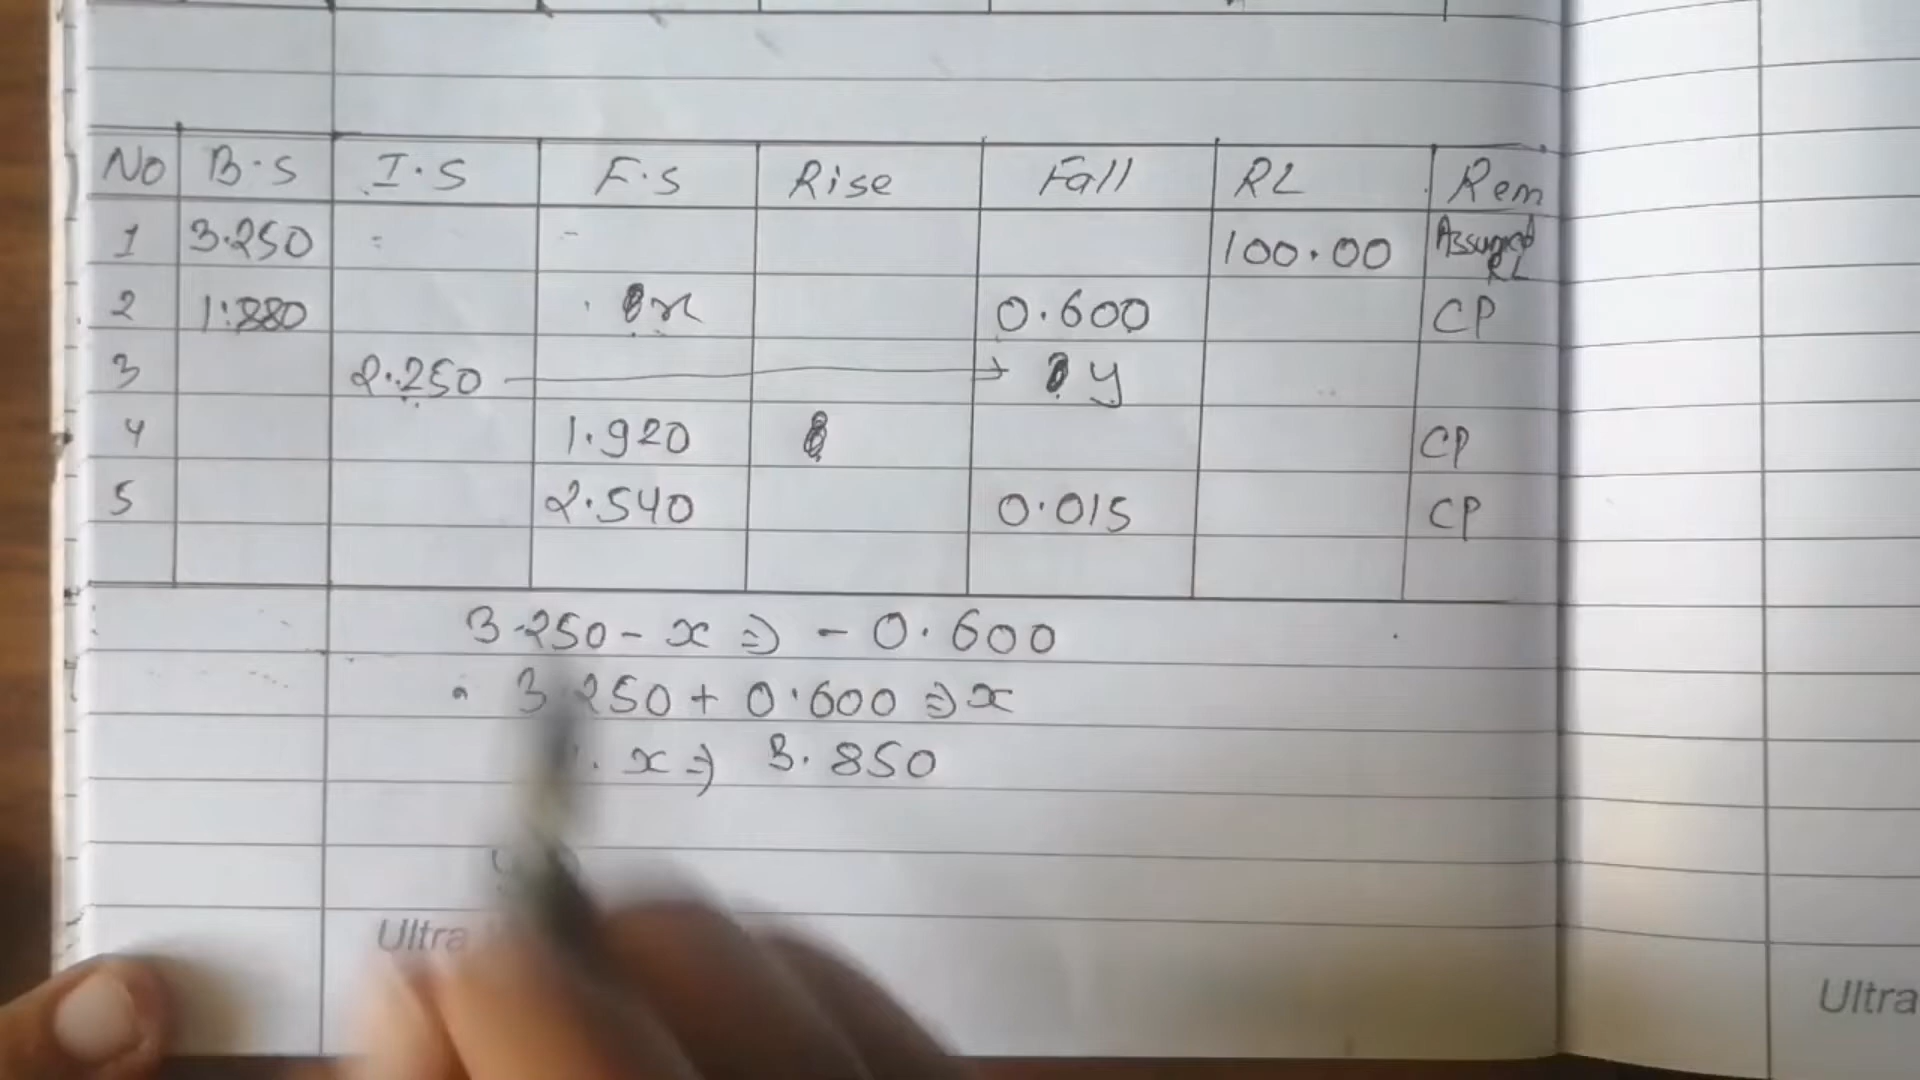 No B.S I.S F.S Rise Fall RL Rem
1 3.250 - - 100.00 Assumed RL
2 1.880 x 0.600 CP
3 2.250 → y
4 1.920 CP
5 2.540 0.015 CP
3.250 - x => - 0.600
3.250 + 0.600 => x
x => 3.850
Ultra
Ultra